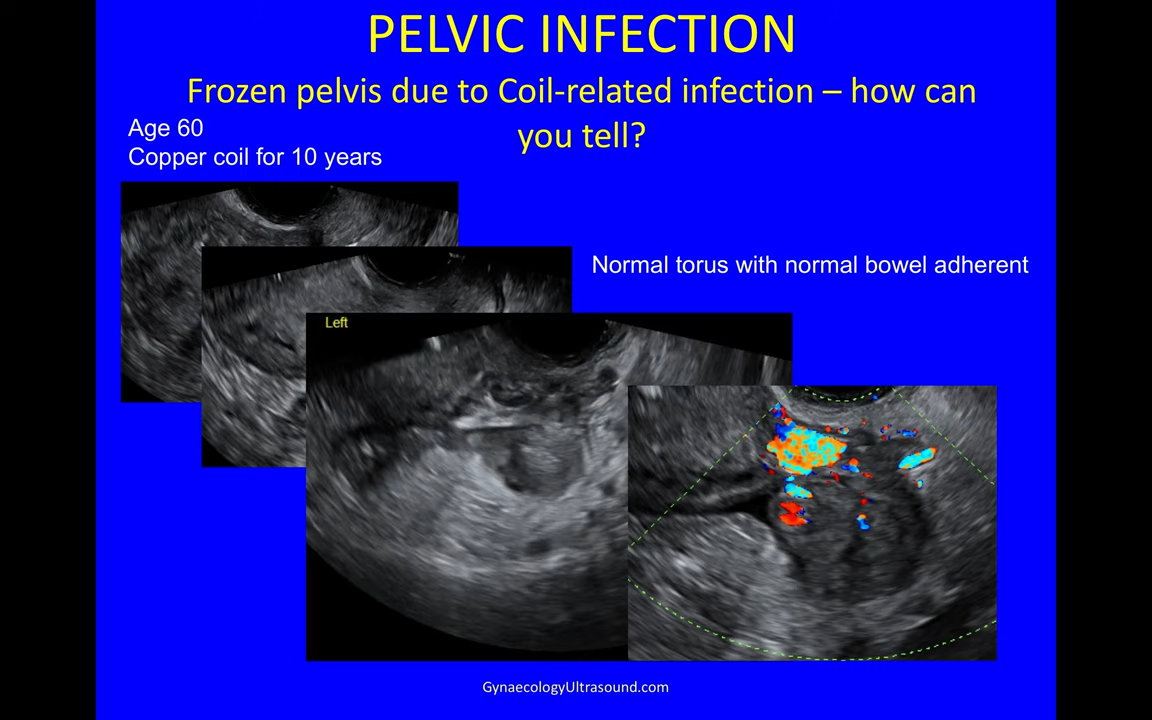 PELVIC INFECTION
Frozen pelvis due to Coil-related infection – how can
you tell?
Age 60
Copper coil for 10 years
Normal torus with normal bowel adherent
Left
GynaecologyUltrasound.com